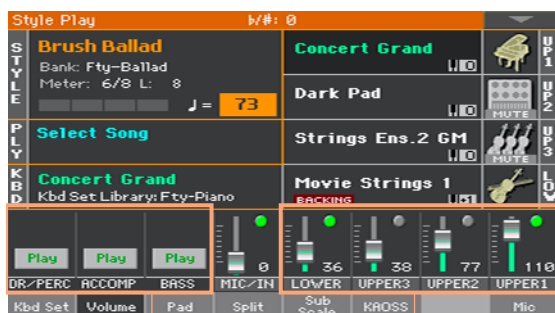 Style Play
♭/#: 0
STYLE
Brush Ballad
Bank: Fty-Ballad
Meter: 6/8 L: 8
♩ = 73
Concert Grand
UP1
Dark Pad
MUTE
UP2
PLY
Select Song
Strings Ens.2 GM
MUTE
UP3
KBD
Concert Grand
Kbd Set Library: Fty-Piano
Movie Strings 1
BACKING
LOW
Play Play Play 0 36 38 77 110
DR/PERC ACCOMP BASS MIC/IN LOWER UPPER3 UPPER2 UPPER1
Kbd Set Volume Pad Split Sub Scale KAOSS Mic